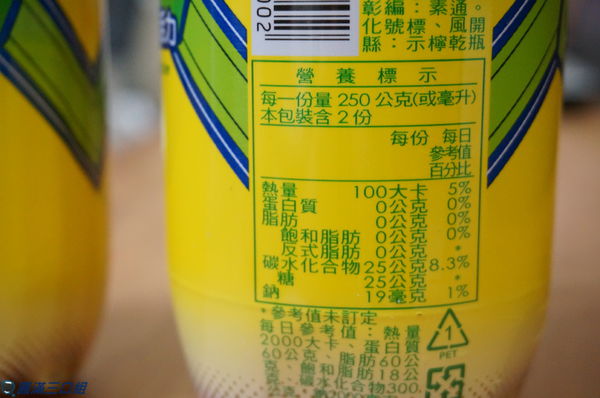 002
動
彰編：素通。
化號標、風開
縣：示檸乾瓶
營養標示
每一份量 250 公克(或毫升)
本包裝含 2 份
每份 每日
參考值
百分比
熱量 100大卡 5%
蛋白質 0公克 0%
脂肪 0公克 0%
飽和脂肪 0公克 0%
反式脂肪 0公克 *
碳水化合物 25公克 8.3%
糖 25公克 *
鈉 19毫克 1%
*參考值未訂定
每日參考值：熱量
2000大卡、蛋白質
60公克、脂肪60公
克、飽和脂肪18公
克、碳水化合物300
1
PET